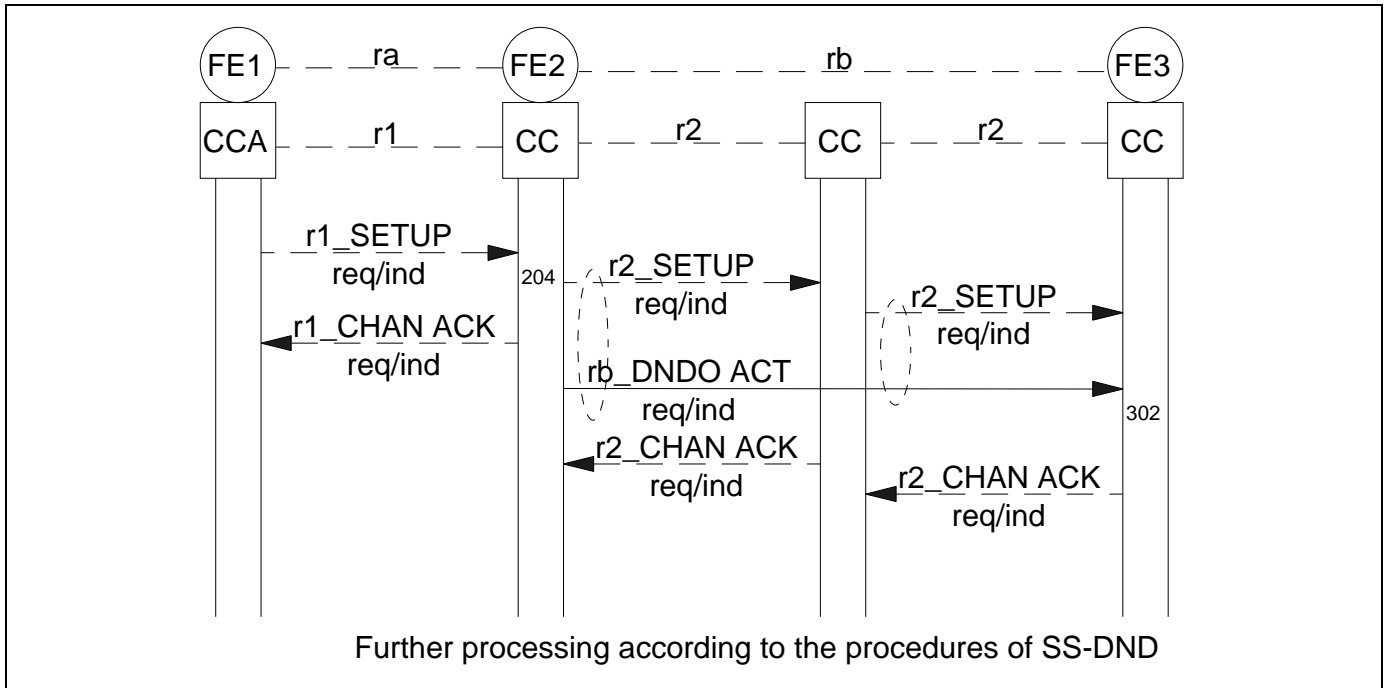 FE1
ra
FE2
rb
FE3
CCA
r1
CC
r2
CC
r2
CC
r1_SETUP
req/ind
204
r2_SETUP
req/ind
r2_SETUP
req/ind
r1_CHAN ACK
req/ind
rb_DNDO ACT
req/ind
302
r2_CHAN ACK
req/ind
r2_CHAN ACK
req/ind
Further processing according to the procedures of SS-DND